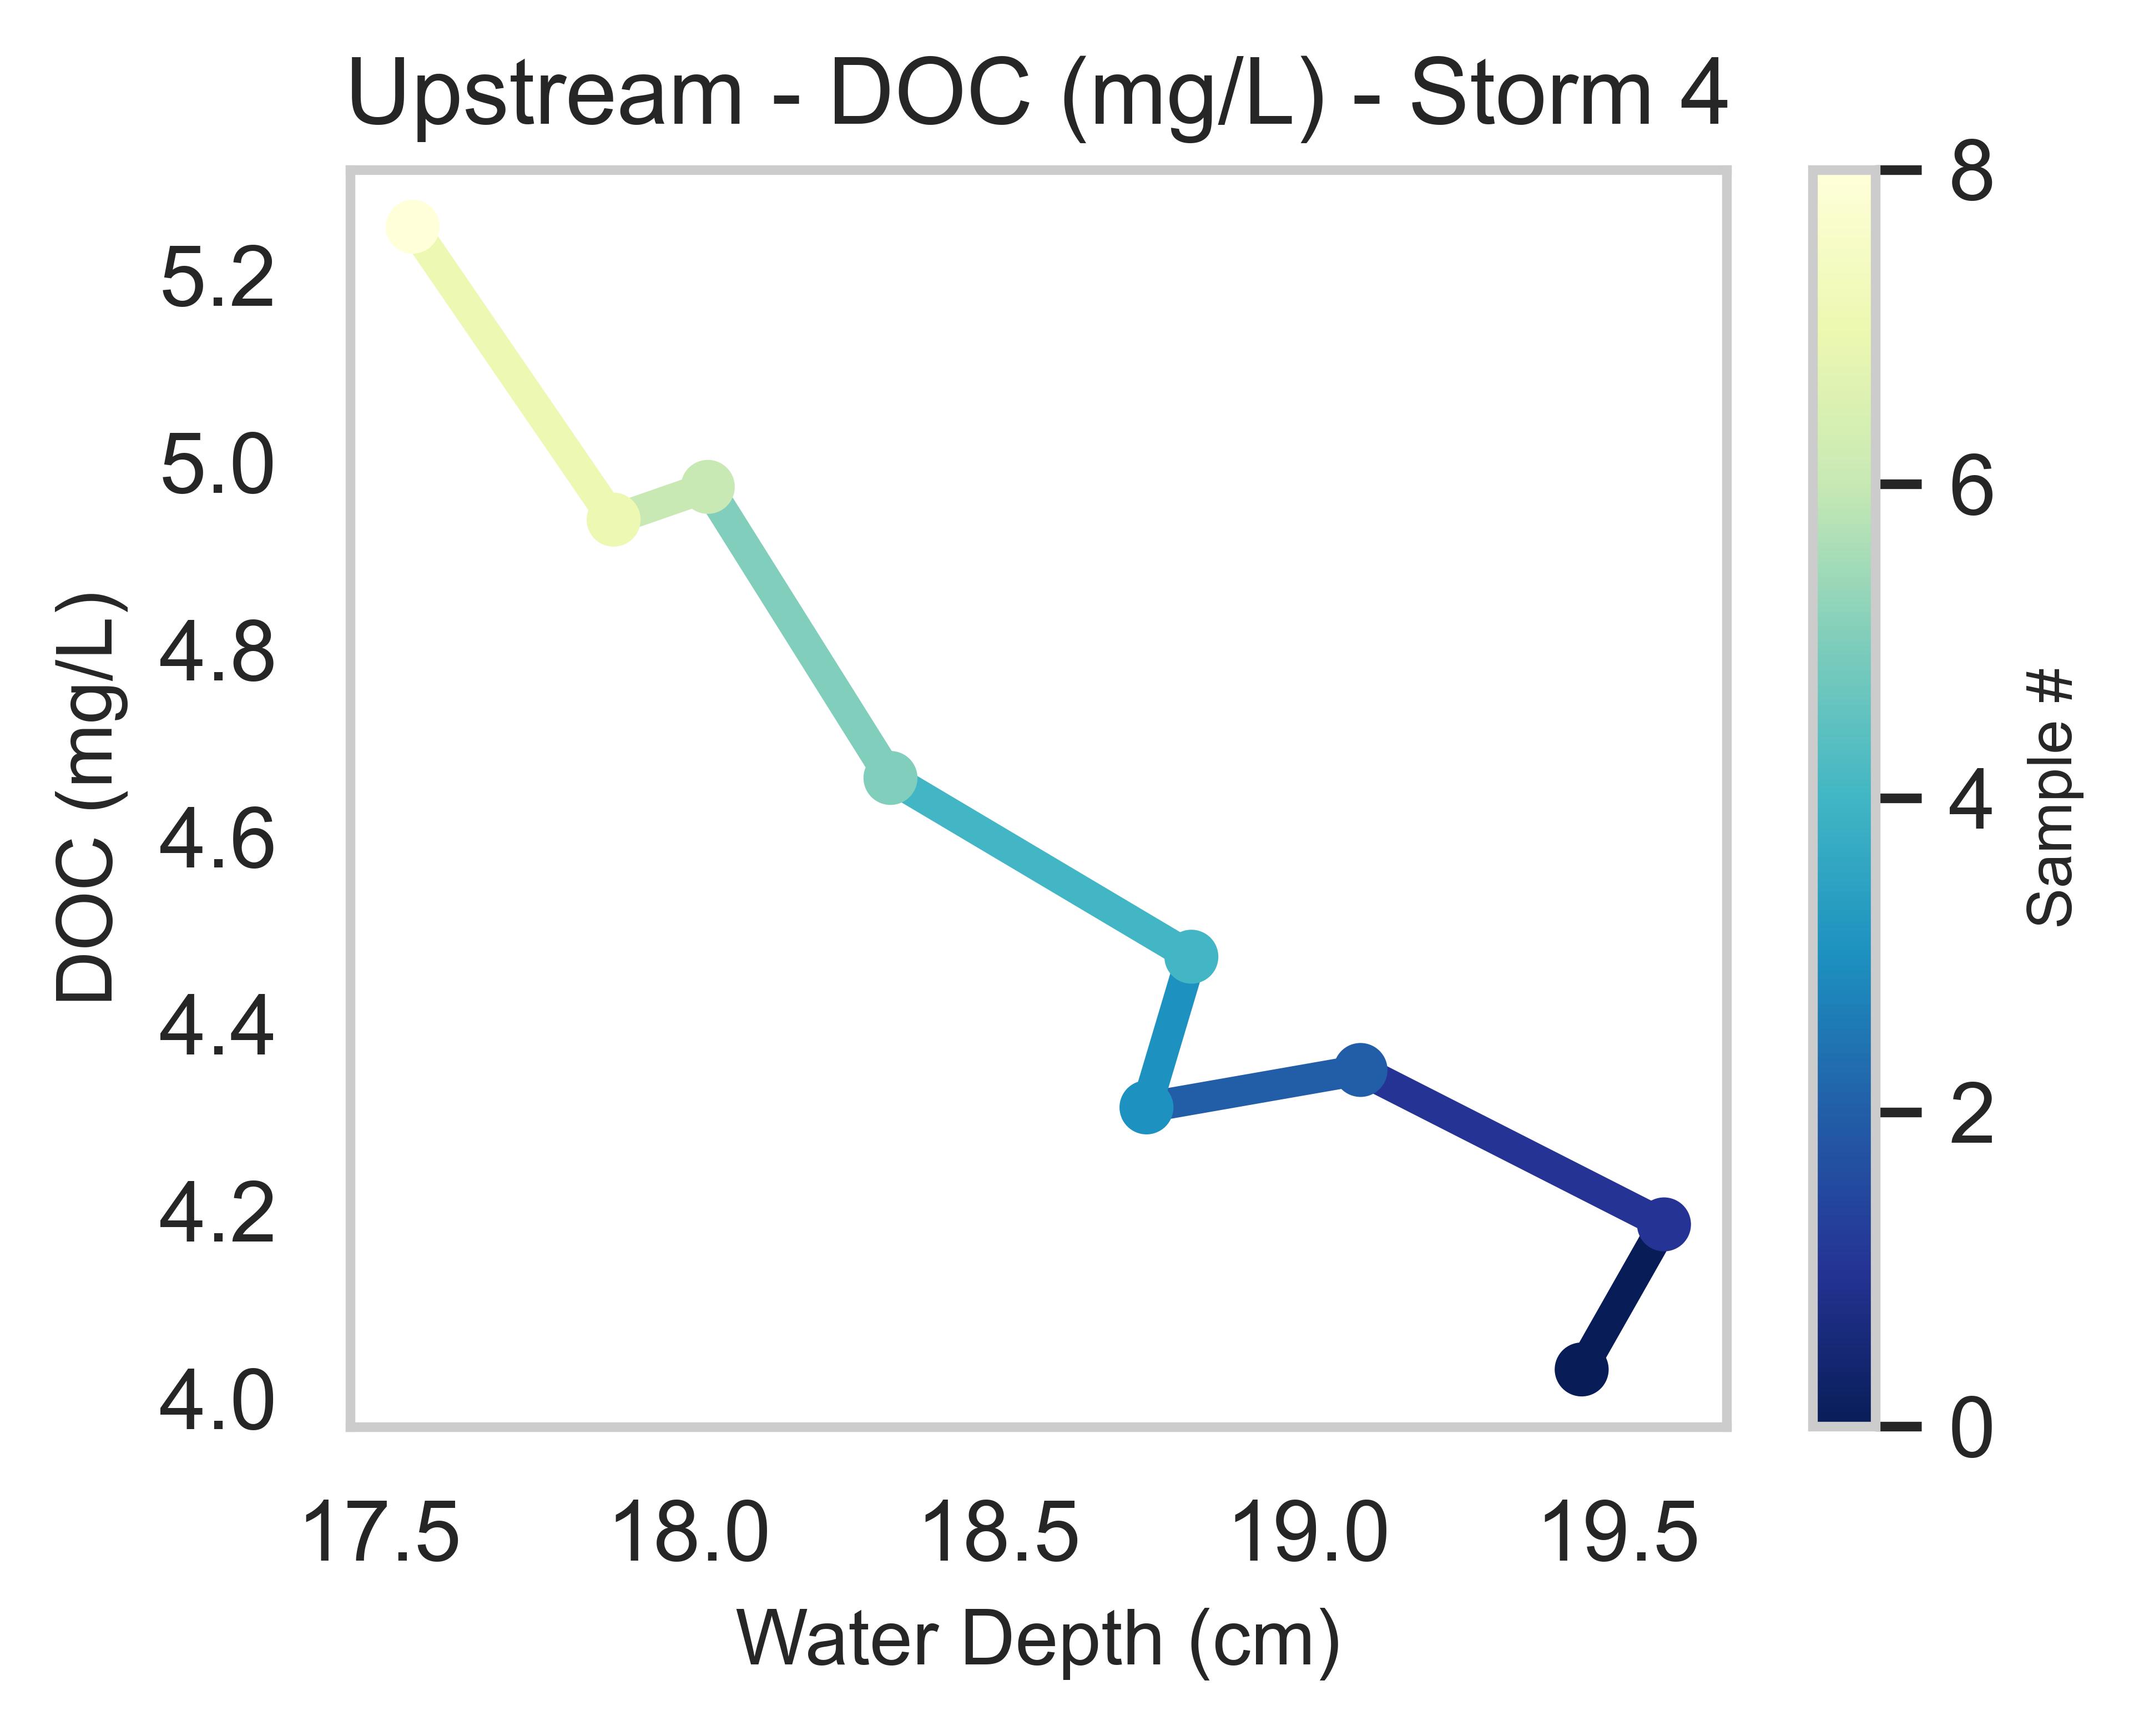 Upstream - DOC (mg/L) - Storm 4
DOC (mg/L)
5.2
5.0
4.8
4.6
4.4
4.2
4.0
17.5 18.0 18.5 19.0 19.5
Water Depth (cm)
8
6
4
2
0
Sample #